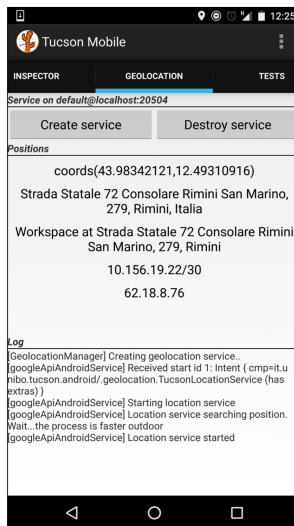 12:25
Tucson Mobile
INSPECTOR GEOLOCATION TESTS
Service on default@localhost:20504
Create service Destroy service
Positions
coords(43.98342121,12.49310916)
Strada Statale 72 Consolare Rimini San Marino,
279, Rimini, Italia
Workspace at Strada Statale 72 Consolare Rimini
San Marino, 279, Rimini
10.156.19.22/30
62.18.8.76
Log
[GeolocationManager] Creating geolocation service..
[googleApiAndroidService] Received start id 1: Intent { cmp=it.u
nibo.tucson.android/.geolocation.TucsonLocationService (has
extras) }
[googleApiAndroidService] Starting location service
[googleApiAndroidService] Location service searching position.
Wait...the process is faster outdoor
[googleApiAndroidService] Location service started